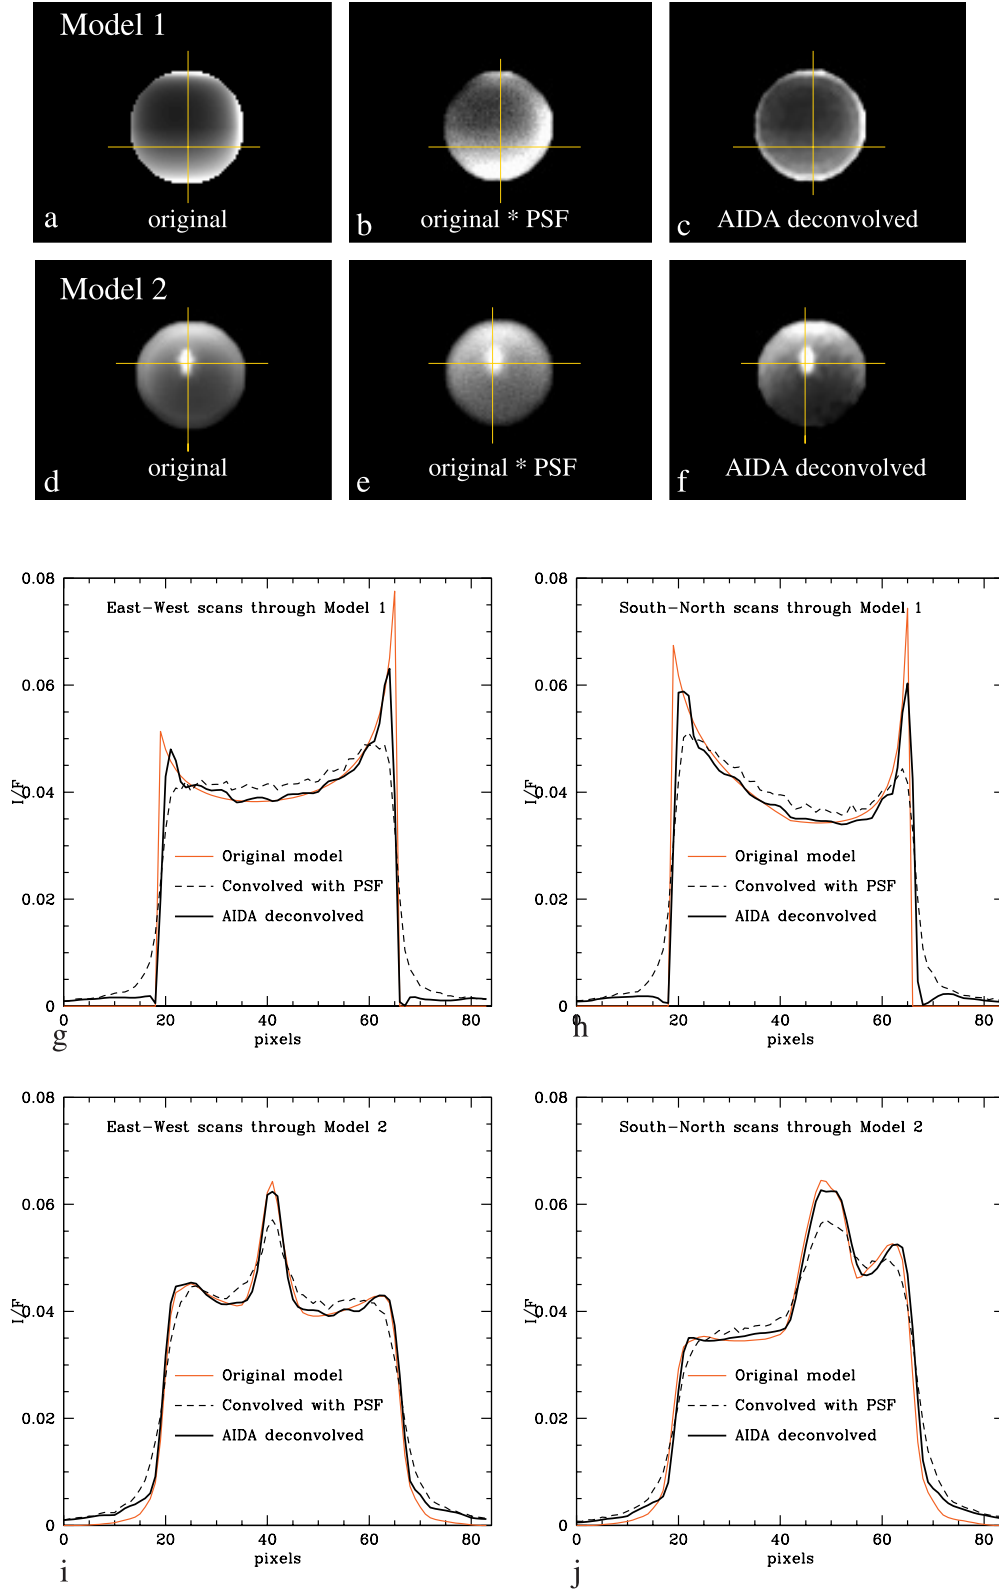 Model 1
a
original
b
original * PSF
c
AIDA deconvolved
Model 2
d
original
e
original * PSF
f
AIDA deconvolved
0.08
East-West scans through Model 1
0.06
I/F
0.04
Original model
Convolved with PSF
0.02
AIDA deconvolved
0
0 20 40 60 80
pixels
g
0.08
South-North scans through Model 1
0.06
I/F
0.04
Original model
Convolved with PSF
0.02
AIDA deconvolved
0
0 20 40 60 80
pixels
h
0.08
East-West scans through Model 2
0.06
I/F
0.04
Original model
Convolved with PSF
0.02
AIDA deconvolved
0
0 20 40 60 80
pixels
i
0.08
South-North scans through Model 2
0.06
I/F
0.04
Original model
Convolved with PSF
0.02
AIDA deconvolved
0
0 20 40 60 80
pixels
j